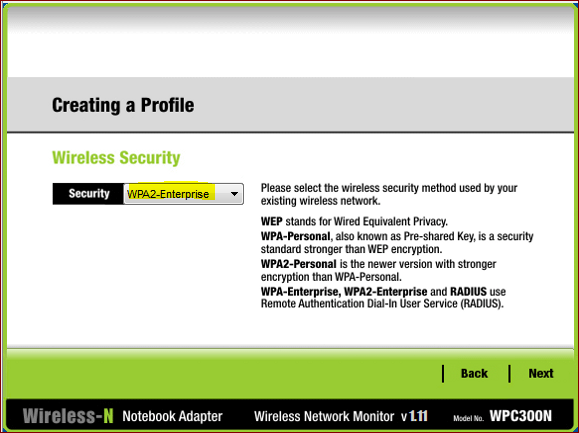 Creating a Profile
Wireless Security
Security
WPA2-Enterprise
Please select the wireless security method used by your
existing wireless network.
WEP stands for Wired Equivalent Privacy.
WPA-Personal, also known as Pre-shared Key, is a security
standard stronger than WEP encryption.
WPA2-Personal is the newer version with stronger
encryption than WPA-Personal.
WPA-Enterprise, WPA2-Enterprise and RADIUS use
Remote Authentication Dial-In User Service (RADIUS).
Back
Next
Wireless-N Notebook Adapter Wireless Network Monitor v 1.11 Model No. WPC300N